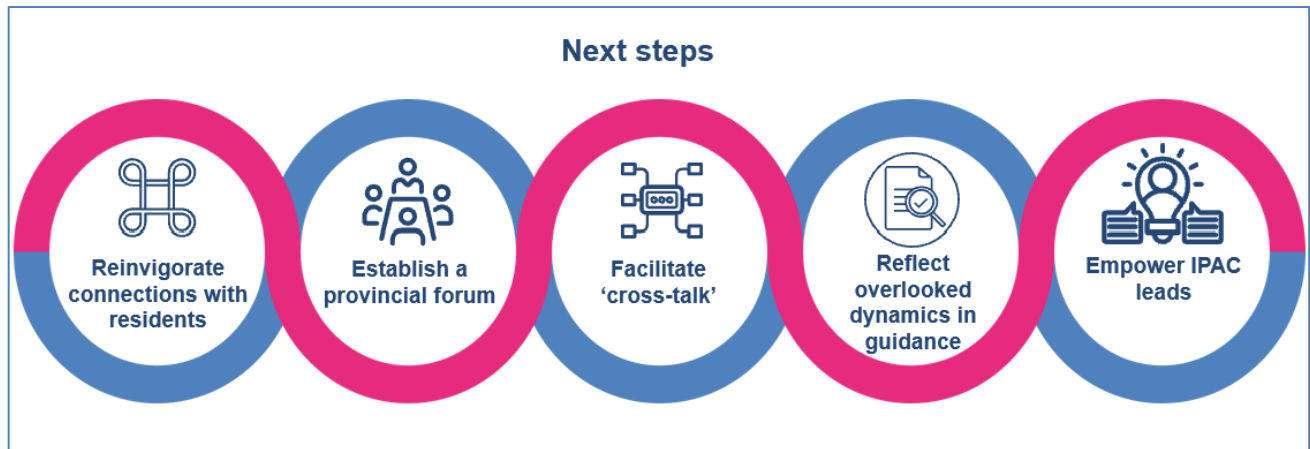 Next steps
Reinvigorate
connections with
residents
Establish a
provincial forum
Facilitate
‘cross-talk’
Reflect
overlooked
dynamics in
guidance
Empower IPAC
leads